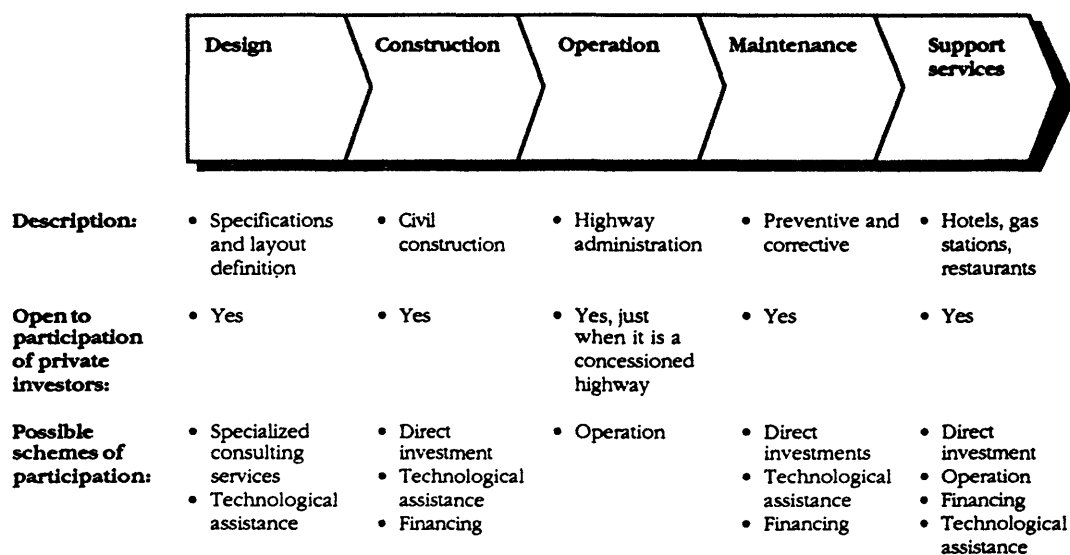 Design
Construction
Operation
Maintenance
Support
services
Description:
• Specifications
and layout
definition
• Civil
construction
• Highway
administration
• Preventive and
corrective
• Hotels, gas
stations,
restaurants
Open to
participation
of private
investors:
• Yes
• Yes
• Yes, just
when it is a
concessioned
highway
• Yes
• Yes
Possible
schemes of
participation:
• Specialized
consulting
services
• Technological
assistance
• Direct
investment
• Technological
assistance
• Financing
• Operation
• Direct
investments
• Technological
assistance
• Financing
• Direct
investment
• Operation
• Financing
• Technological
assistance